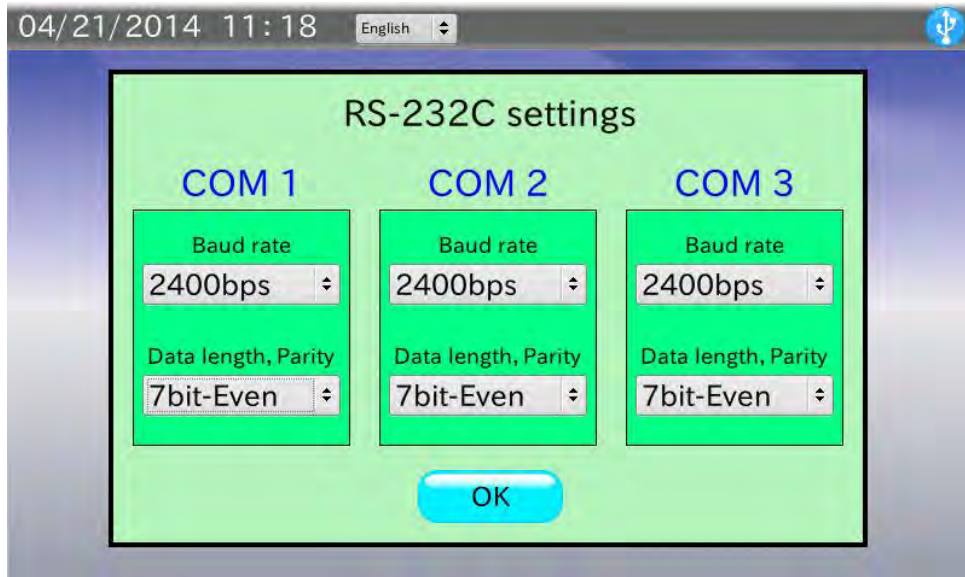 04/21/2014 11:18 English
RS-232C settings
COM 1 COM 2 COM 3
Baud rate Baud rate Baud rate
2400bps 2400bps 2400bps
Data length, Parity Data length, Parity Data length, Parity
7bit-Even 7bit-Even 7bit-Even
OK